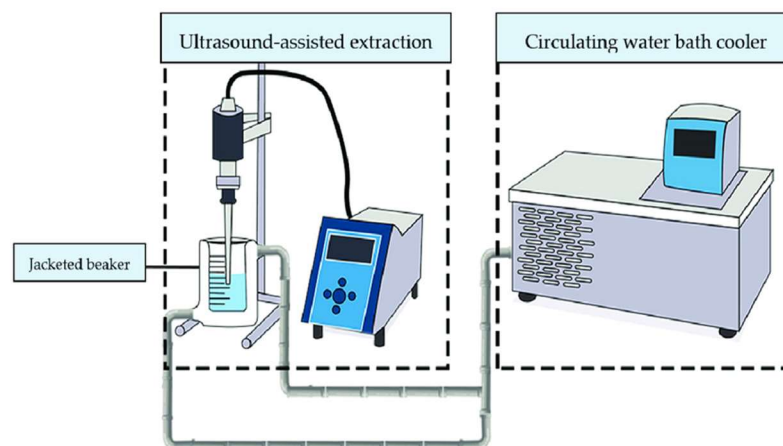 Ultrasound-assisted extraction
Circulating water bath cooler
Jacketed beaker